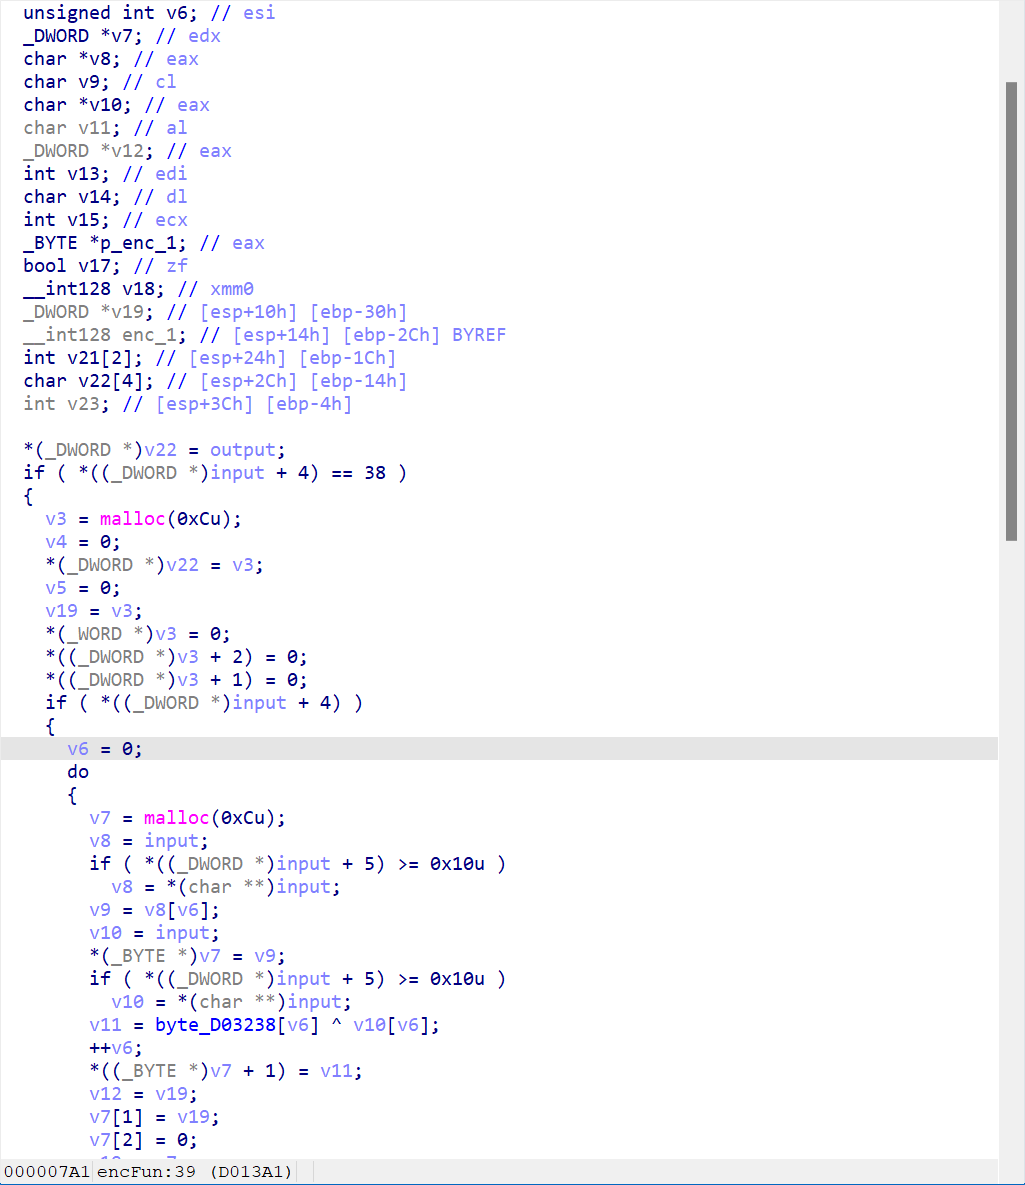 unsigned int v6; // esi
_DWORD *v7; // edx
char *v8; // eax
char v9; // cl
char *v10; // eax
char v11; // al
_DWORD *v12; // eax
int v13; // edi
char v14; // dl
int v15; // ecx
_BYTE *p_enc_1; // eax
bool v17; // zf
__int128 v18; // xmm0
_DWORD *v19; // [esp+10h] [ebp-30h]
__int128 enc_1; // [esp+14h] [ebp-2Ch] BYREF
int v21[2]; // [esp+24h] [ebp-1Ch]
char v22[4]; // [esp+2Ch] [ebp-14h]
int v23; // [esp+3Ch] [ebp-4h]
*(_DWORD *)v22 = output;
if ( *((_DWORD *)input + 4) == 38 )
{
v3 = malloc(0xCu);
v4 = 0;
*(_DWORD *)v22 = v3;
v5 = 0;
v19 = v3;
*(_WORD *)v3 = 0;
*((_DWORD *)v3 + 2) = 0;
*((_DWORD *)v3 + 1) = 0;
if ( *((_DWORD *)input + 4) )
{
v6 = 0;
do
{
v7 = malloc(0xCu);
v8 = input;
if ( *((_DWORD *)input + 5) >= 0x10u )
v8 = *(char **)input;
v9 = v8[v6];
v10 = input;
*(_BYTE *)v7 = v9;
if ( *((_DWORD *)input + 5) >= 0x10u )
v10 = *(char **)input;
v11 = byte_D03238[v6] ^ v10[v6];
++v6;
*((_BYTE *)v7 + 1) = v11;
v12 = v19;
v7[1] = v19;
v7[2] = 0;
000007A1 encFun:39 (D013A1)